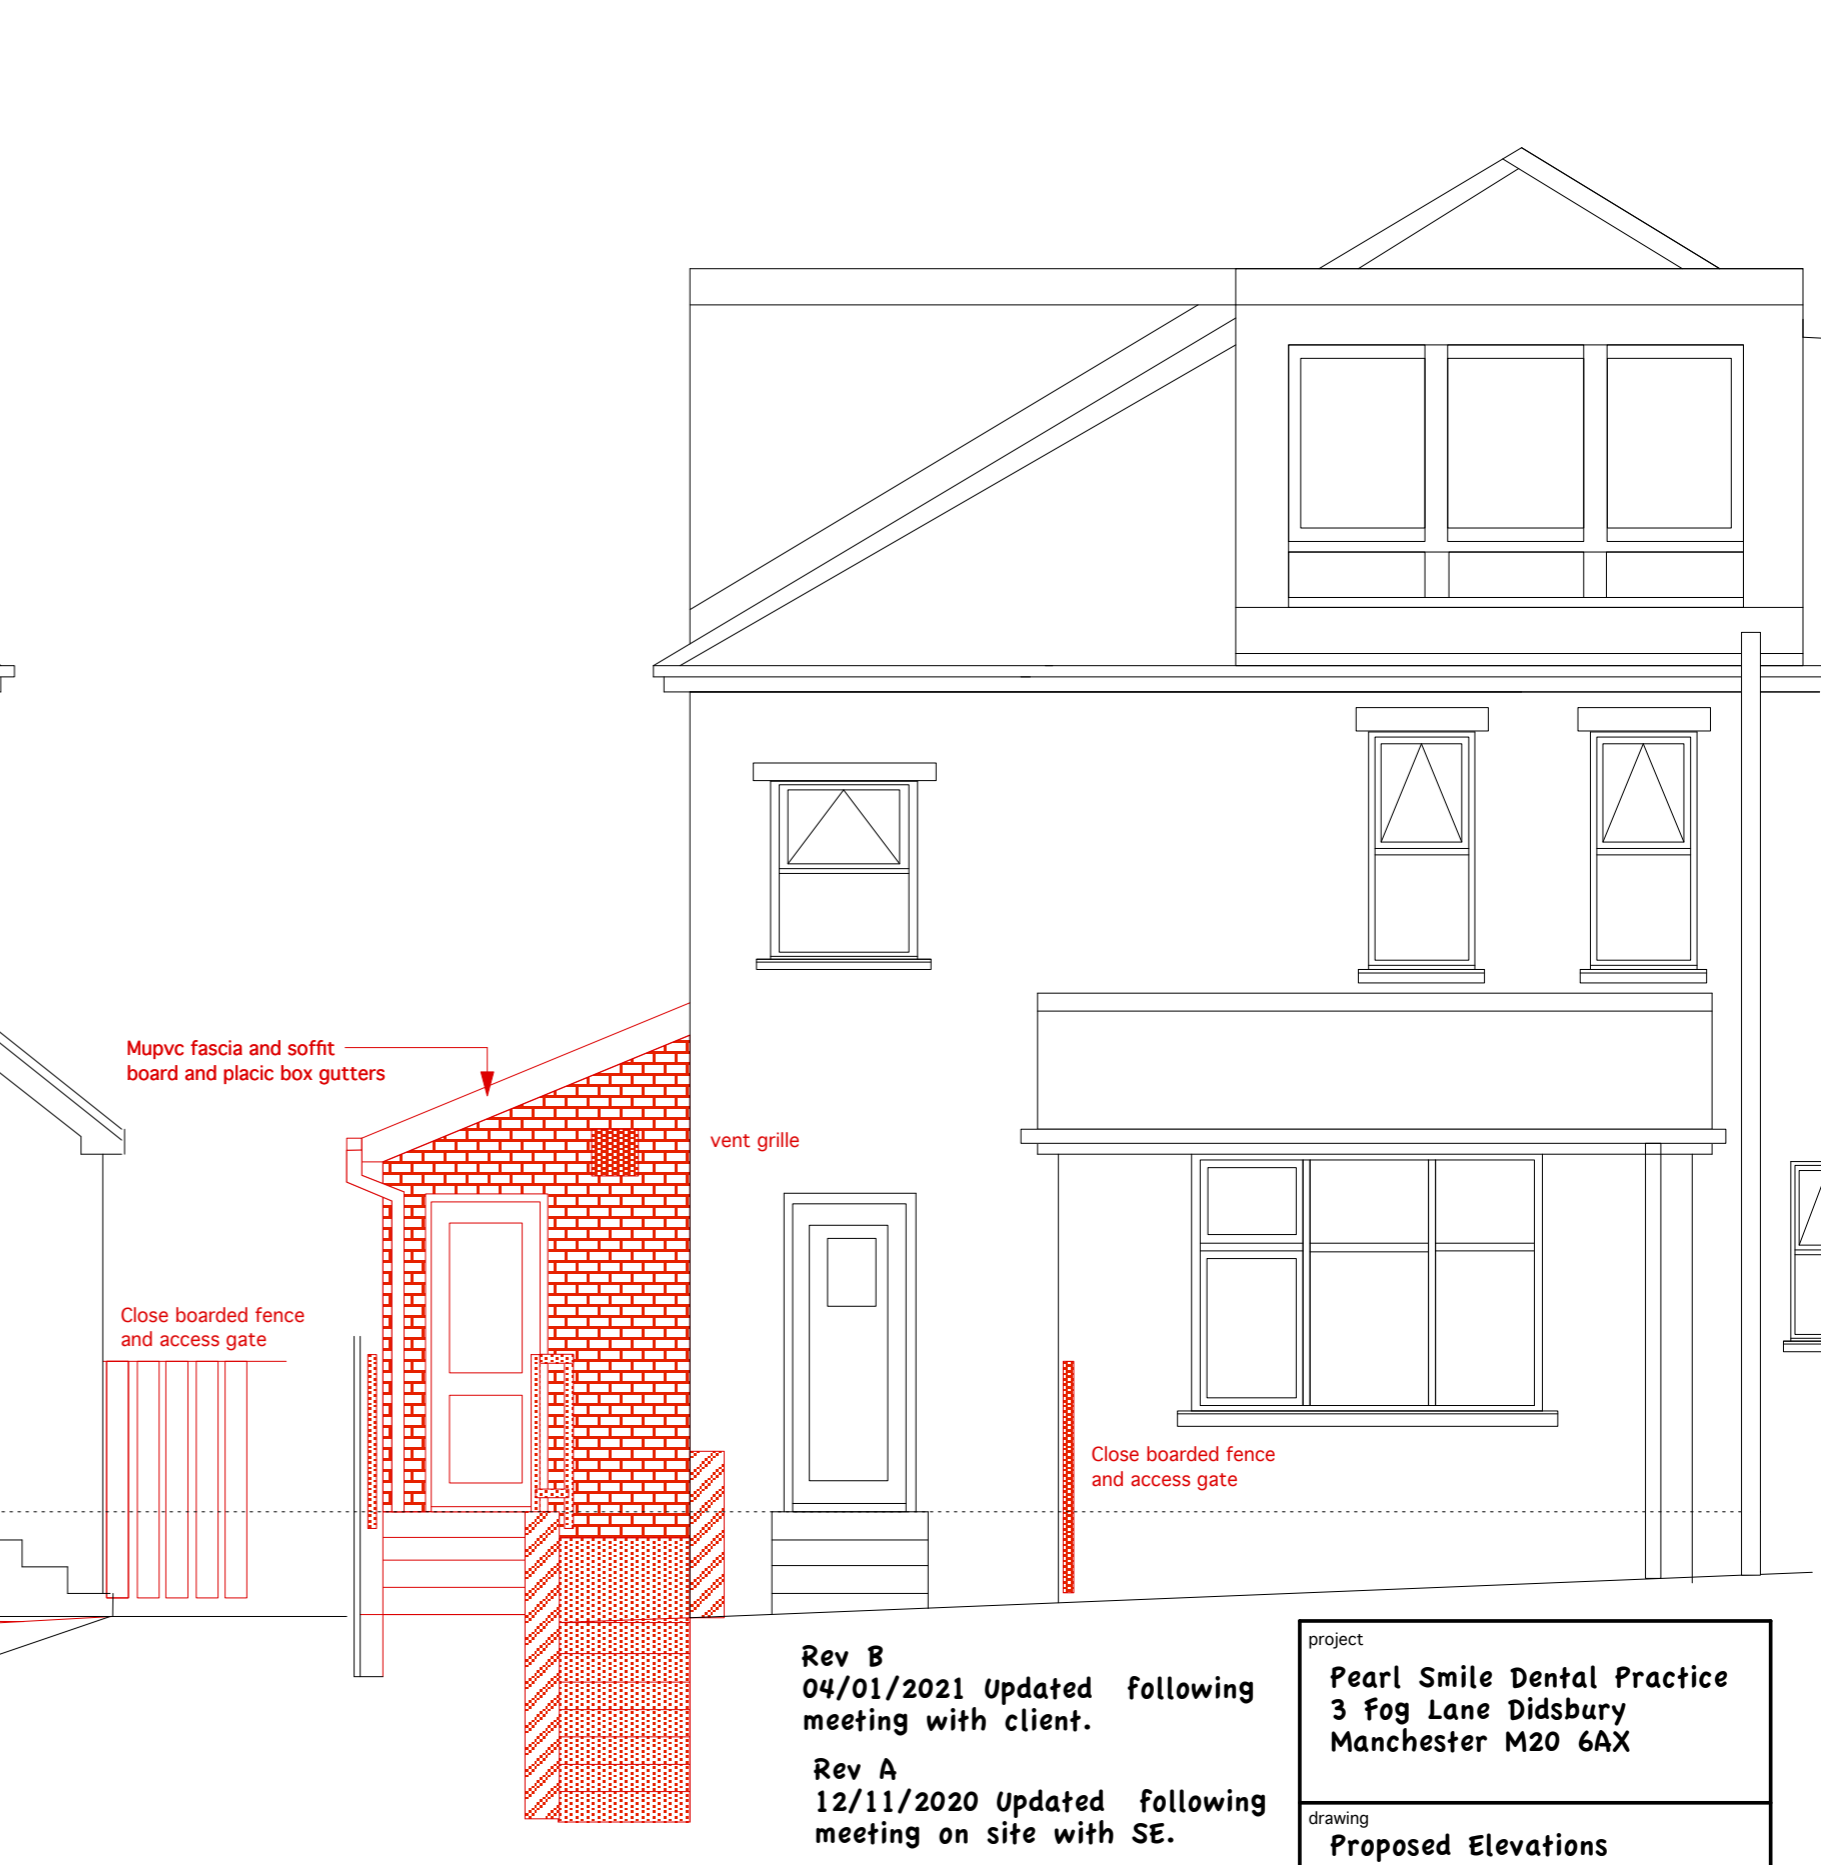 Mupvc fascia and soffit
board and placic box gutters
vent grille
Close boarded fence
and access gate
Close boarded fence
and access gate
Rev B
04/01/2021 Updated following
meeting with client.
Rev A
12/11/2020 Updated following
meeting on site with SE.
project
Pearl Smile Dental Practice
3 Fog Lane Didsbury
Manchester M20 6AX
drawing
Proposed Elevations